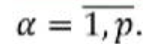 α = \overline{1, p}.